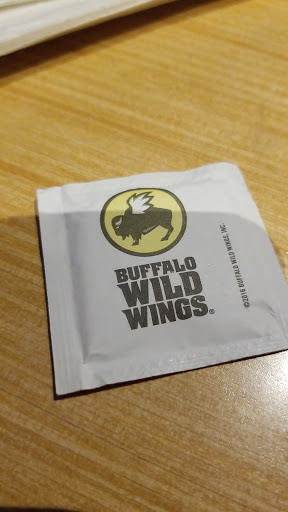 BUFFALO
WILD
WINGS®
©2016 BUFFALO WILD WINGS, INC.